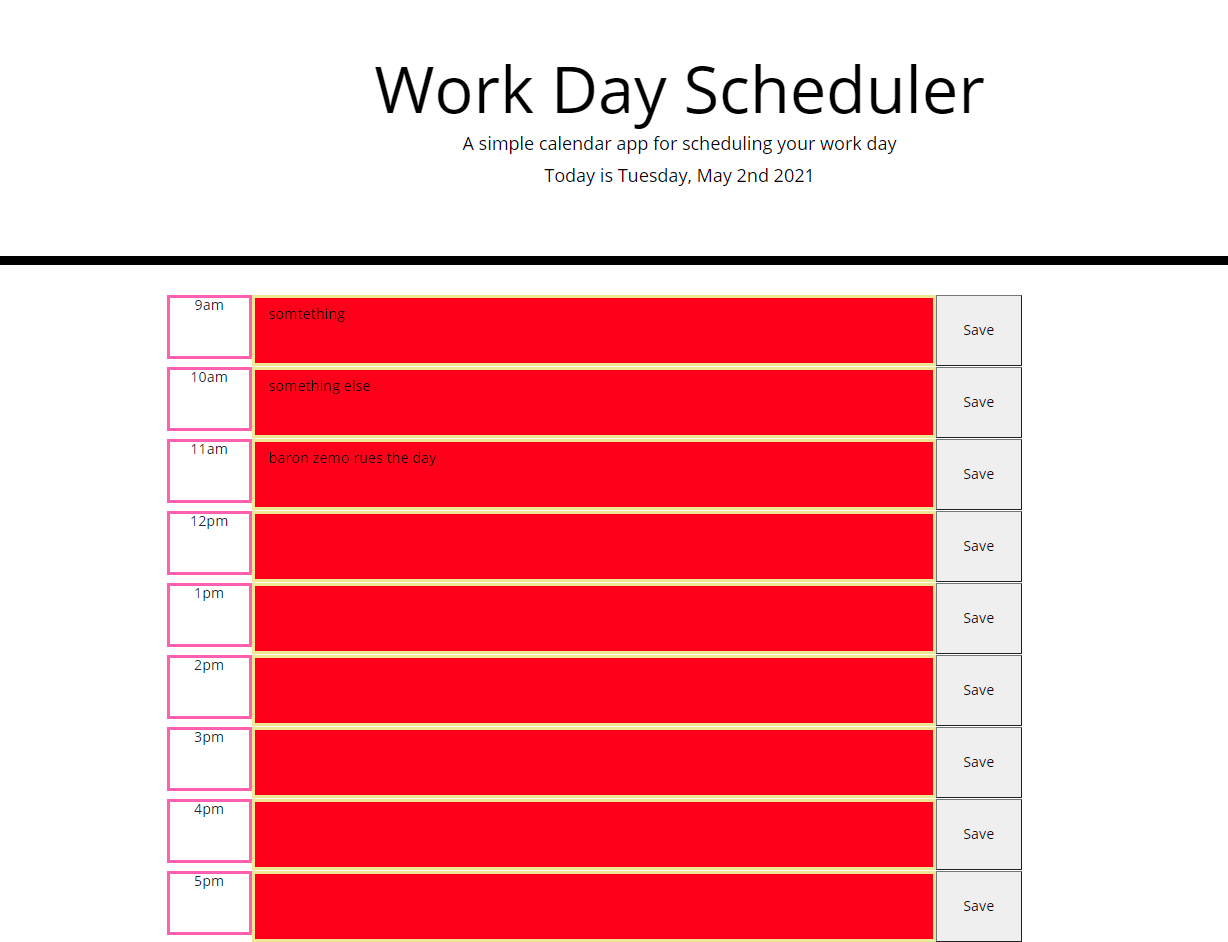 Work Day Scheduler
A simple calendar app for scheduling your work day
Today is Tuesday, May 2nd 2021
9am
somtething
Save
10am
something else
Save
11am
baron zemo rues the day
Save
12pm
Save
1pm
Save
2pm
Save
3pm
Save
4pm
Save
5pm
Save